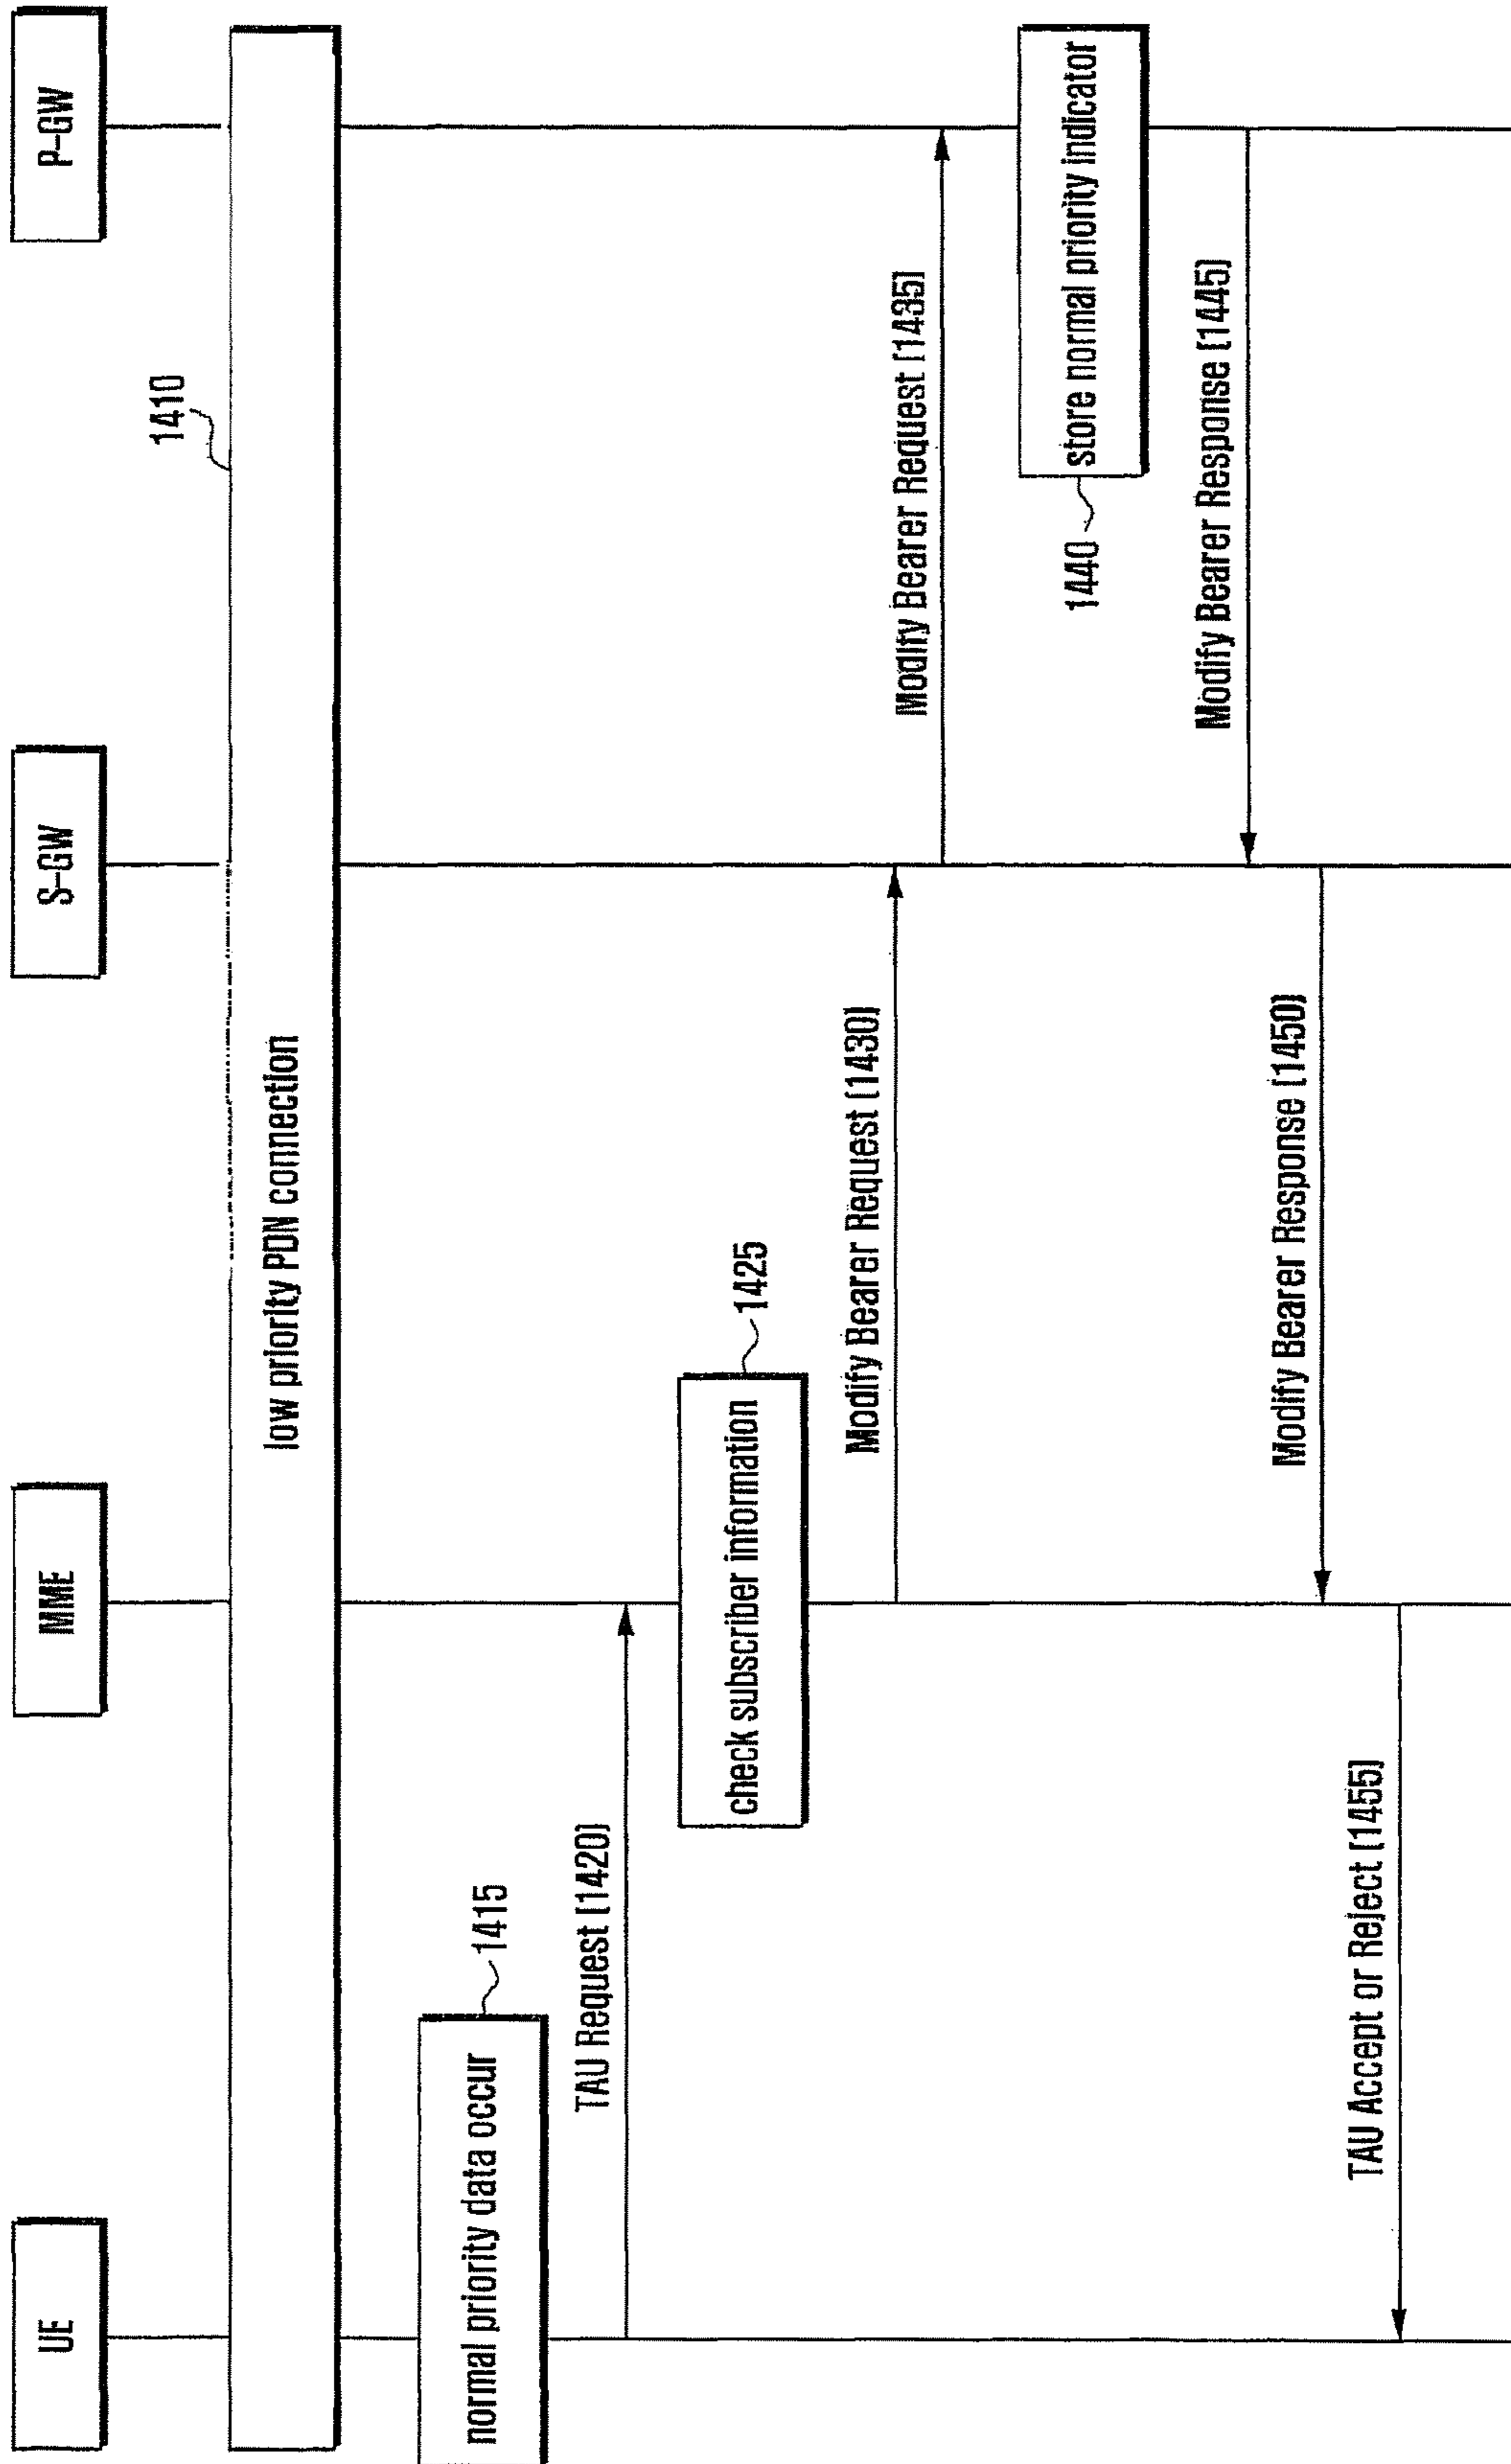 UE
MME
S-GW
P-GW
1410
low priority PDN connection
normal priority data occur
1415
TAU Request (1420)
check subscriber information
1425
Modify Bearer Request (1430)
Modify Bearer Request (1435)
store normal priority indicator
1440
Modify Bearer Response (1445)
Modify Bearer Response (1450)
TAU Accept or Reject (1455)